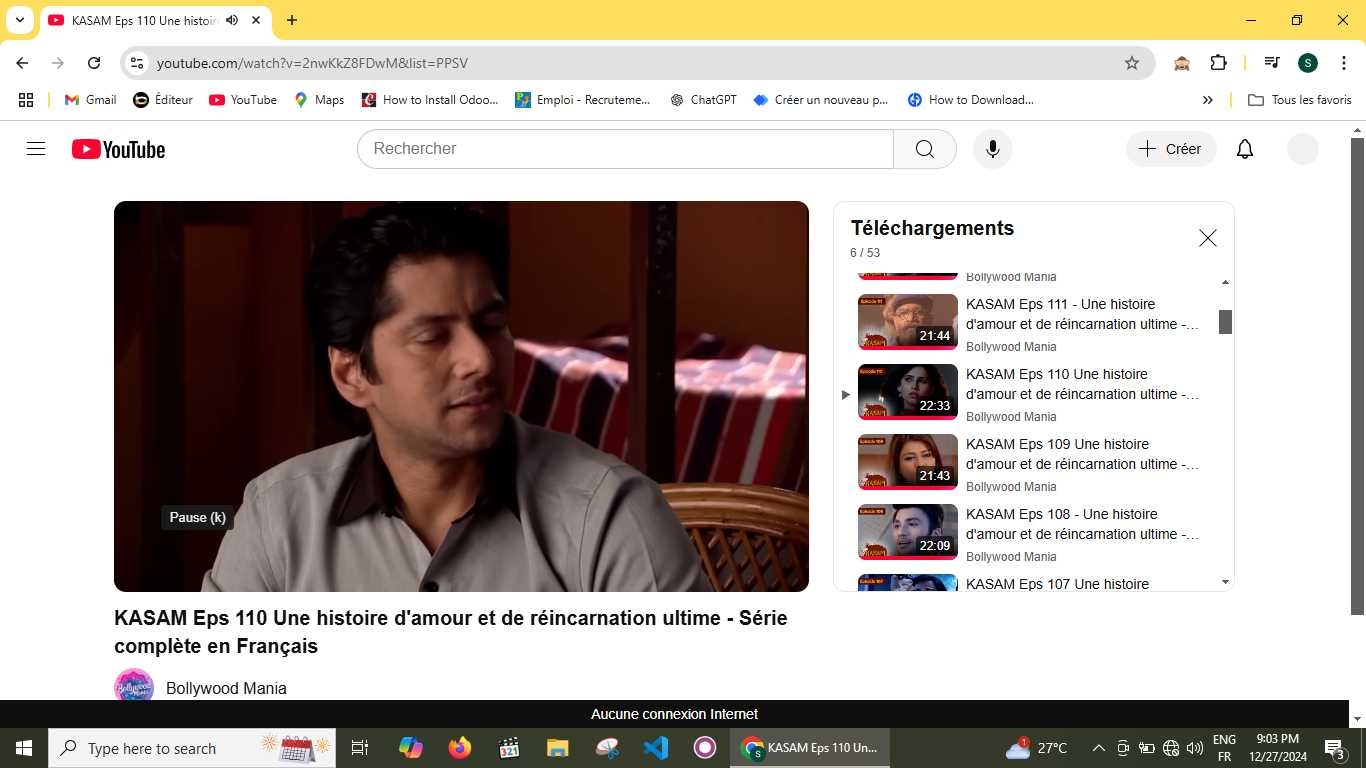 KASAM Eps 110 Une histoir
youtube.com/watch?v=2nwKkZ8FDwM&list=PPSV
S
Gmail
Éditeur
YouTube
Maps
How to Install Odoo...
Emploi - Recruteme...
ChatGPT
Créer un nouveau p...
How to Download...
Tous les favoris
YouTube
Rechercher
Créer
Téléchargements
6 / 53
Bollywood Mania
KASAM Eps 111 - Une histoire
d'amour et de réincarnation ultime -...
21:44
Bollywood Mania
KASAM Eps 110 Une histoire
d'amour et de réincarnation ultime -...
22:33
Bollywood Mania
KASAM Eps 109 Une histoire
d'amour et de réincarnation ultime -...
21:43
Bollywood Mania
KASAM Eps 108 - Une histoire
d'amour et de réincarnation ultime -...
22:09
Bollywood Mania
KASAM Eps 107 Une histoire
Pause (k)
KASAM Eps 110 Une histoire d'amour et de réincarnation ultime - Série
complète en Français
Bollywood Mania
Aucune connexion Internet
Type here to search
321
KASAM Eps 110 Un...
27°C
ENG
FR
9:03 PM
12/27/2024
3